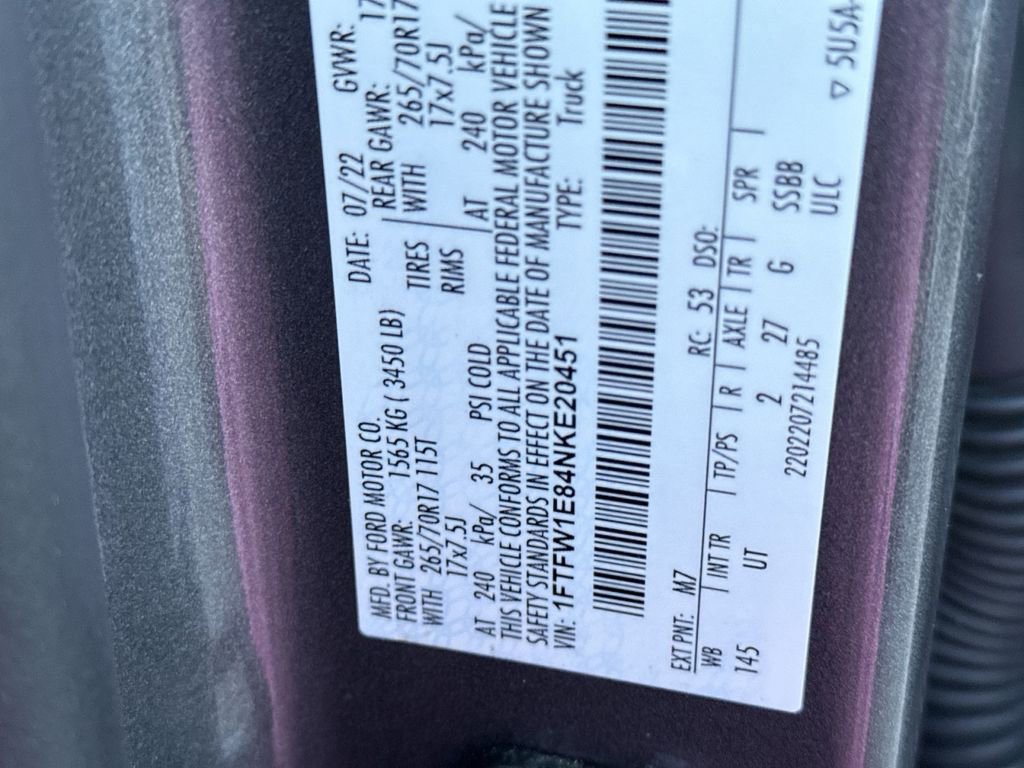 MFD. BY FORD MOTOR CO. DATE: 07/22 GVWR: 17
FRONT GAWR: 1565 KG ( 3450 LB) REAR GAWR:
WITH 265/70R17 115T TIRES WITH 265/70R17
17x7.5J RIMS 17x7.5J
AT 240 kPa/ 35 PSI COLD AT 240 kPa/
THIS VEHICLE CONFORMS TO ALL APPLICABLE FEDERAL MOTOR VEHICLE
SAFETY STANDARDS IN EFFECT ON THE DATE OF MANUFACTURE SHOWN
VIN: 1FTFW1E84NKE20451 TYPE: Truck
EXT PNT: M7 RC: 53 DSO:
WB | INT TR | TP/PS | R | AXLE | TR | SPR |
145 UT 2 27 G SSBB
2202207214485 ULC
▽ 5U5A-